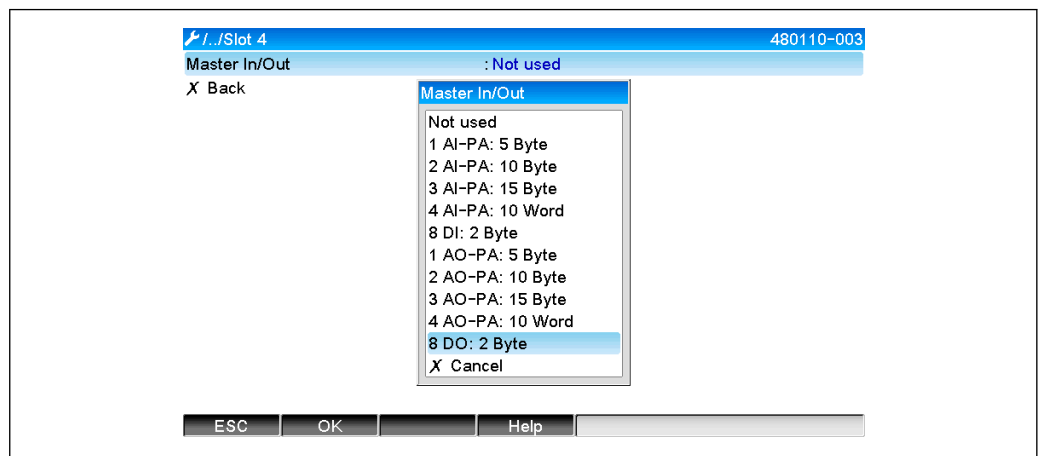 /../Slot 4 480110-003
Master In/Out : Not used
X Back
Master In/Out
Not used
1 AI-PA: 5 Byte
2 AI-PA: 10 Byte
3 AI-PA: 15 Byte
4 AI-PA: 10 Word
8 DI: 2 Byte
1 AO-PA: 5 Byte
2 AO-PA: 10 Byte
3 AO-PA: 15 Byte
4 AO-PA: 10 Word
8 DO: 2 Byte
X Cancel
ESC OK Help